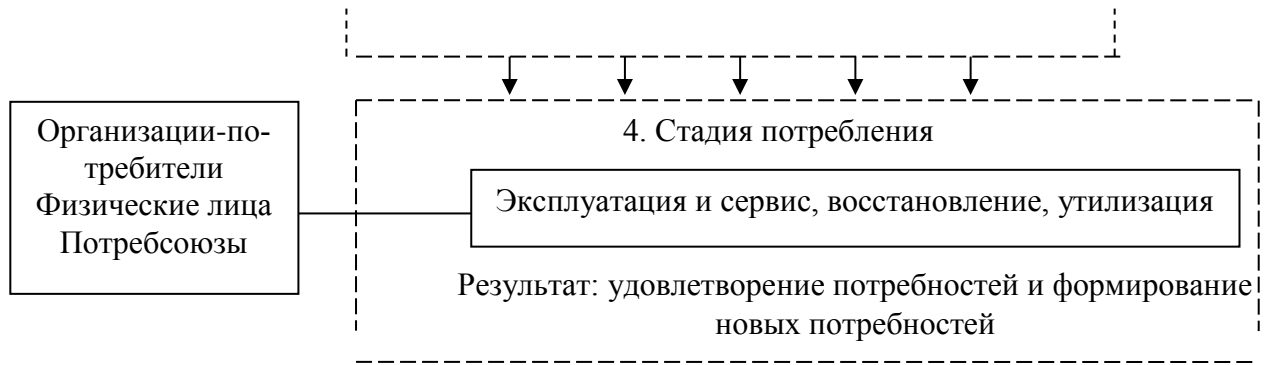 Организации-по-
требители
Физические лица
Потребсоюзы
4. Стадия потребления
Эксплуатация и сервис, восстановление, утилизация
Результат: удовлетворение потребностей и формирование
новых потребностей